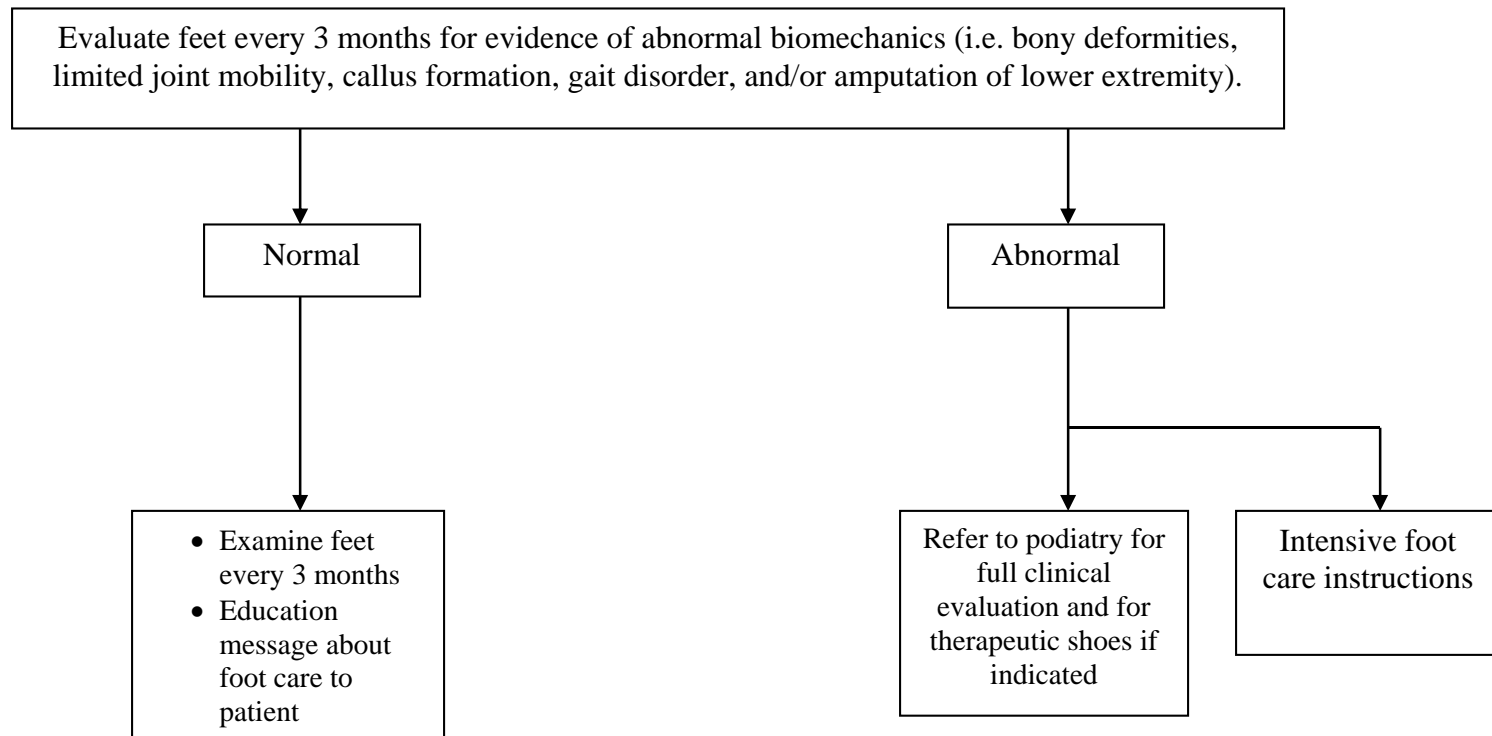 Evaluate feet every 3 months for evidence of abnormal biomechanics (i.e. bony deformities,
limited joint mobility, callus formation, gait disorder, and/or amputation of lower extremity).
Normal
Abnormal
• Examine feet
every 3 months
• Education
message about
foot care to
patient
Refer to podiatry for
full clinical
evaluation and for
therapeutic shoes if
indicated
Intensive foot
care instructions